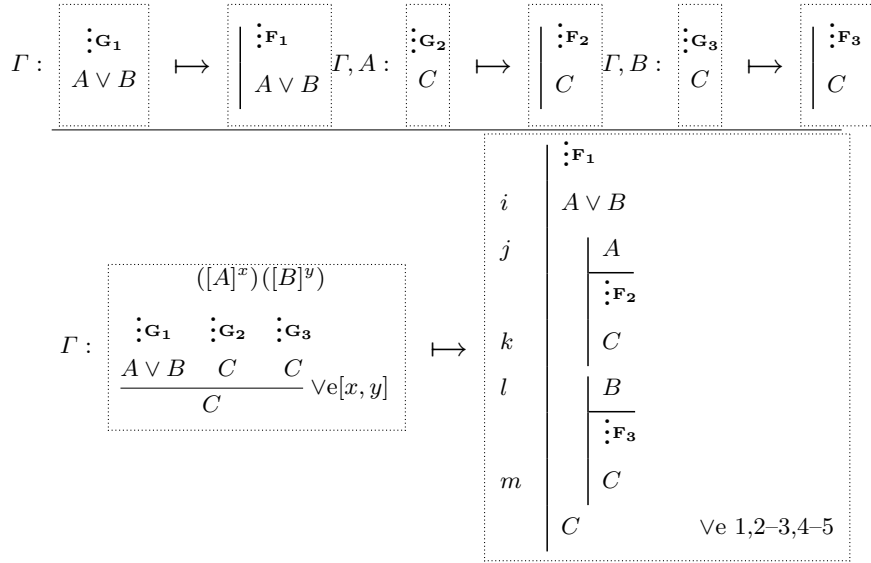 Γ : ⋮G₁ A ∨ B ⟼ ⋮F₁ A ∨ B Γ, A : ⋮G₂ C ⟼ ⋮F₂ C Γ, B : ⋮G₃ C ⟼ ⋮F₃ C
⋮F₁
i A ∨ B
j A
⋮F₂
k C
l B
⋮F₃
m C
C ∨e 1,2–3,4–5
Γ :
([A]ˣ)([B]ʸ)
⋮G₁ ⋮G₂ ⋮G₃
A ∨ B C C
∨e[x, y]
C
⟼